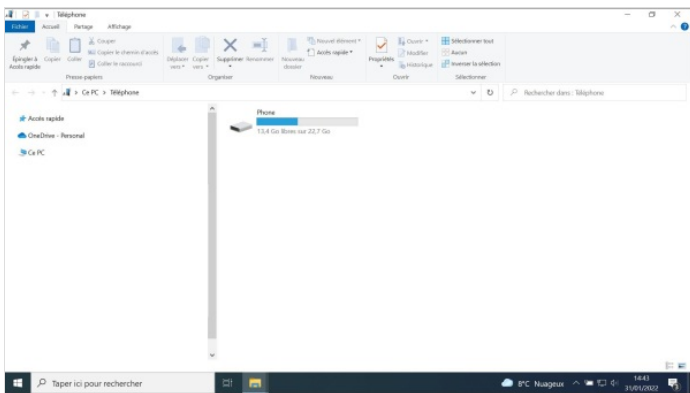 Téléphone
Fichier Accueil Partage Affichage
Épingler à Accès rapide
Copier
Coller
Couper
Copier le chemin d'accès
Coller le raccourci
Presse-papiers
Déplacer vers
Copier vers
Supprimer
Renommer
Organiser
Nouveau dossier
Nouvel élément
Accès rapide
Nouveau
Propriétés
Ouvrir
Modifier
Historique
Ouvrir
Sélectionner tout
Aucun
Inverser la sélection
Sélectionner
Ce PC > Téléphone
Rechercher dans : Téléphone
Accès rapide
OneDrive - Personal
Ce PC
Phone
13,4 Go libres sur 22,7 Go
Taper ici pour rechercher
8°C Nuageux
14:43
31/01/2022